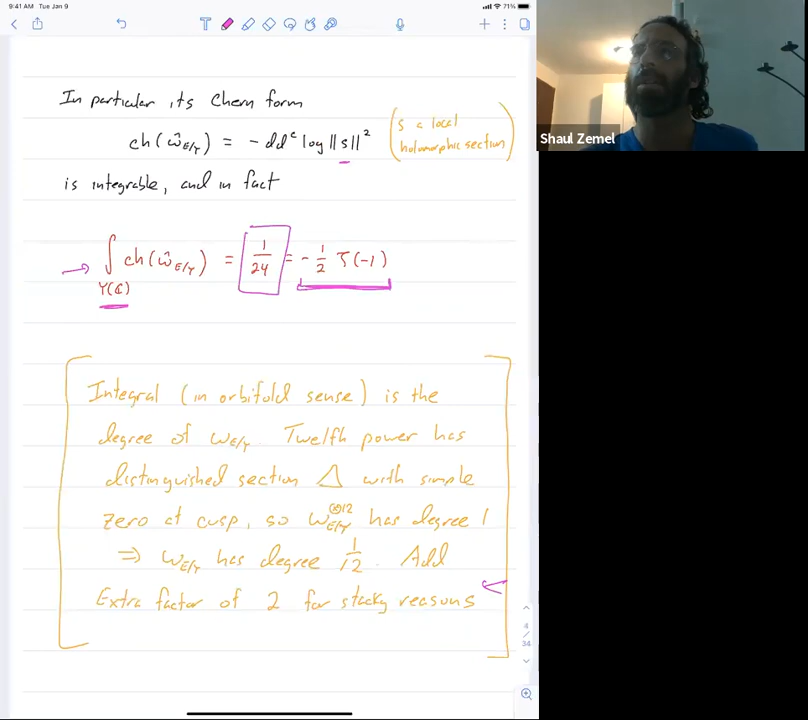 9:41 AM Tue Jan 9
71%
In particular, its Chern form
ch(ω̂_{E/Y}) = -dd^c log ||s||^2
(s a local
holomorphic section)
is integrable, and in fact
∫_{Y(ℂ)} ch(ω̂_{E/Y}) = 1/24 = -1/2 ζ(-1)
Integral (in orbifold sense) is the
degree of ω_{E/Y}. Twelfth power has
distinguished section Δ with simple
zero at cusp, so ω_{E/Y}^{⊗12} has degree 1
⇒ ω_{E/Y} has degree 1/12. Add
Extra factor of 2 for stacky reasons
4
/
34
Shaul Zemel